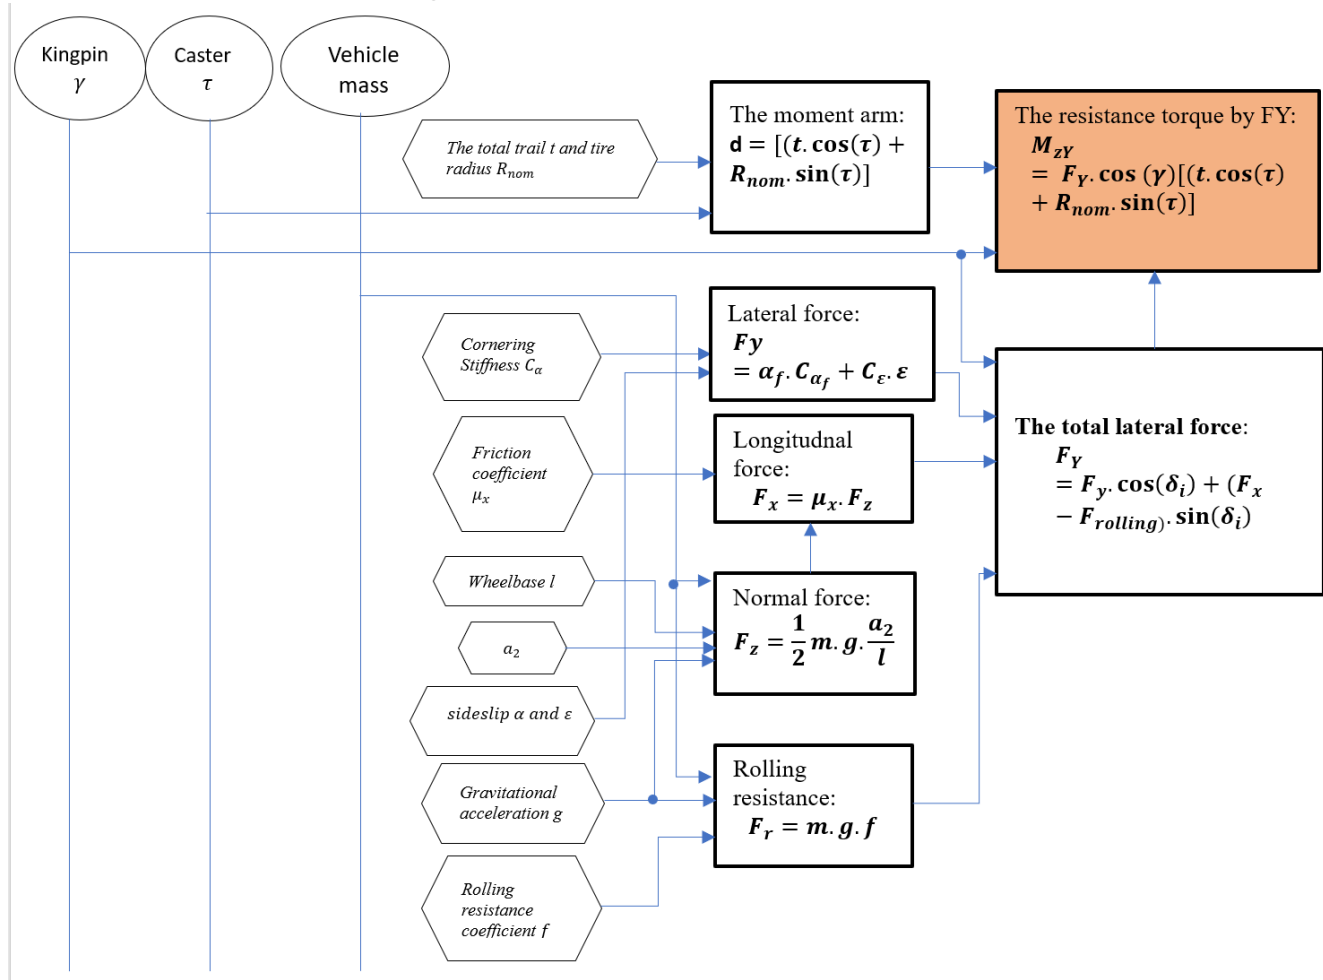 Kingpin
γ
Caster
τ
Vehicle
mass
The total trail t and tire
radius R_nom
The moment arm:
d = [(t. cos(τ) +
R_nom. sin(τ)]
The resistance torque by FY:
M_zY
= F_Y. cos (γ)[(t. cos(τ)
+ R_nom. sin(τ)]
Cornering
Stiffness C_α
Lateral force:
Fy
= α_f. C_α_f + C_ε. ε
Friction
coefficient
μ_x
Longitudnal
force:
F_x = μ_x. F_z
The total lateral force:
F_Y
= F_y. cos(δ_i) + (F_x
− F_rolling). sin(δ_i)
Wheelbase l
a_2
Normal force:
F_z = 1/2 m. g. a_2/l
sideslip α and ε
Gravitational
acceleration g
Rolling
resistance:
F_r = m. g. f
Rolling
resistance
coefficient f